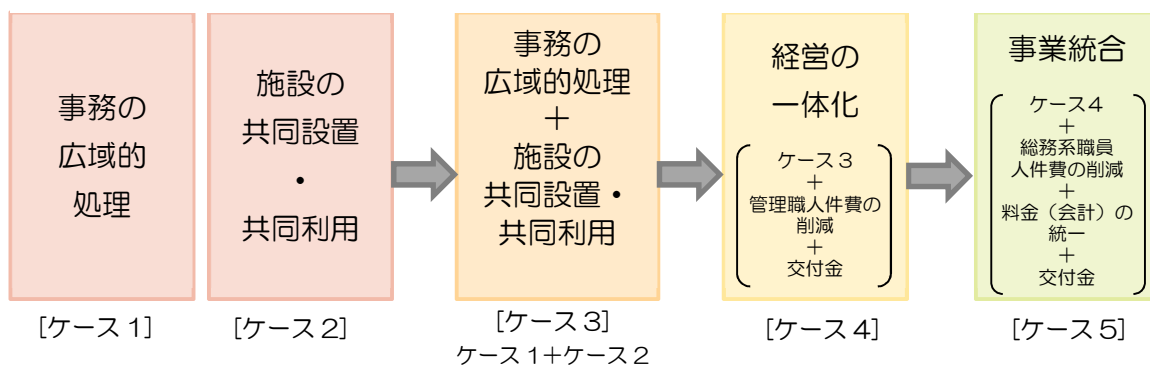 事務の
広域的
処理
[ケース1]
施設の
共同設置
・
共同利用
[ケース2]
事務の
広域的処理
＋
施設の
共同設置・
共同利用
[ケース3]
ケース1＋ケース2
経営の
一体化
ケース3
＋
管理職人件費の
削減
＋
交付金
[ケース4]
事業統合
ケース4
＋
総務系職員
人件費の削減
＋
料金（会計）の
統一
＋
交付金
[ケース5]